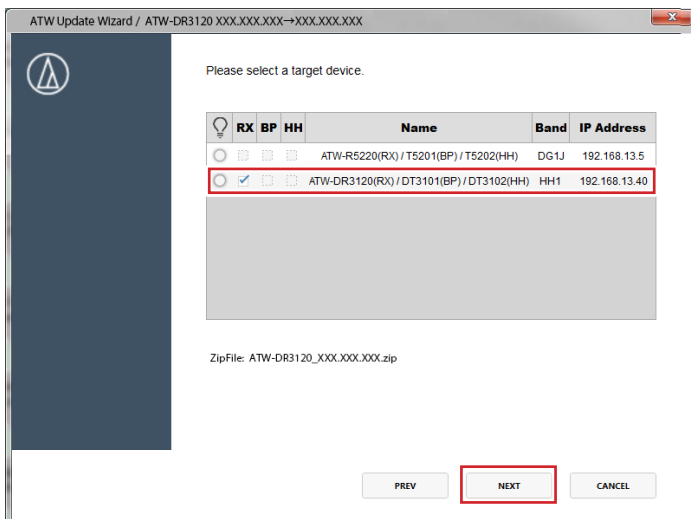 ATW Update Wizard / ATW-DR3120 XXX.XXX.XXX→XXX.XXX.XXX
Please select a target device.
RX BP HH Name Band IP Address
ATW-R5220(RX) / T5201(BP) / T5202(HH) DG1J 192.168.13.5
ATW-DR3120(RX) / DT3101(BP) / DT3102(HH) HH1 192.168.13.40
ZipFile: ATW-DR3120_XXX.XXX.XXX.zip
PREV NEXT CANCEL